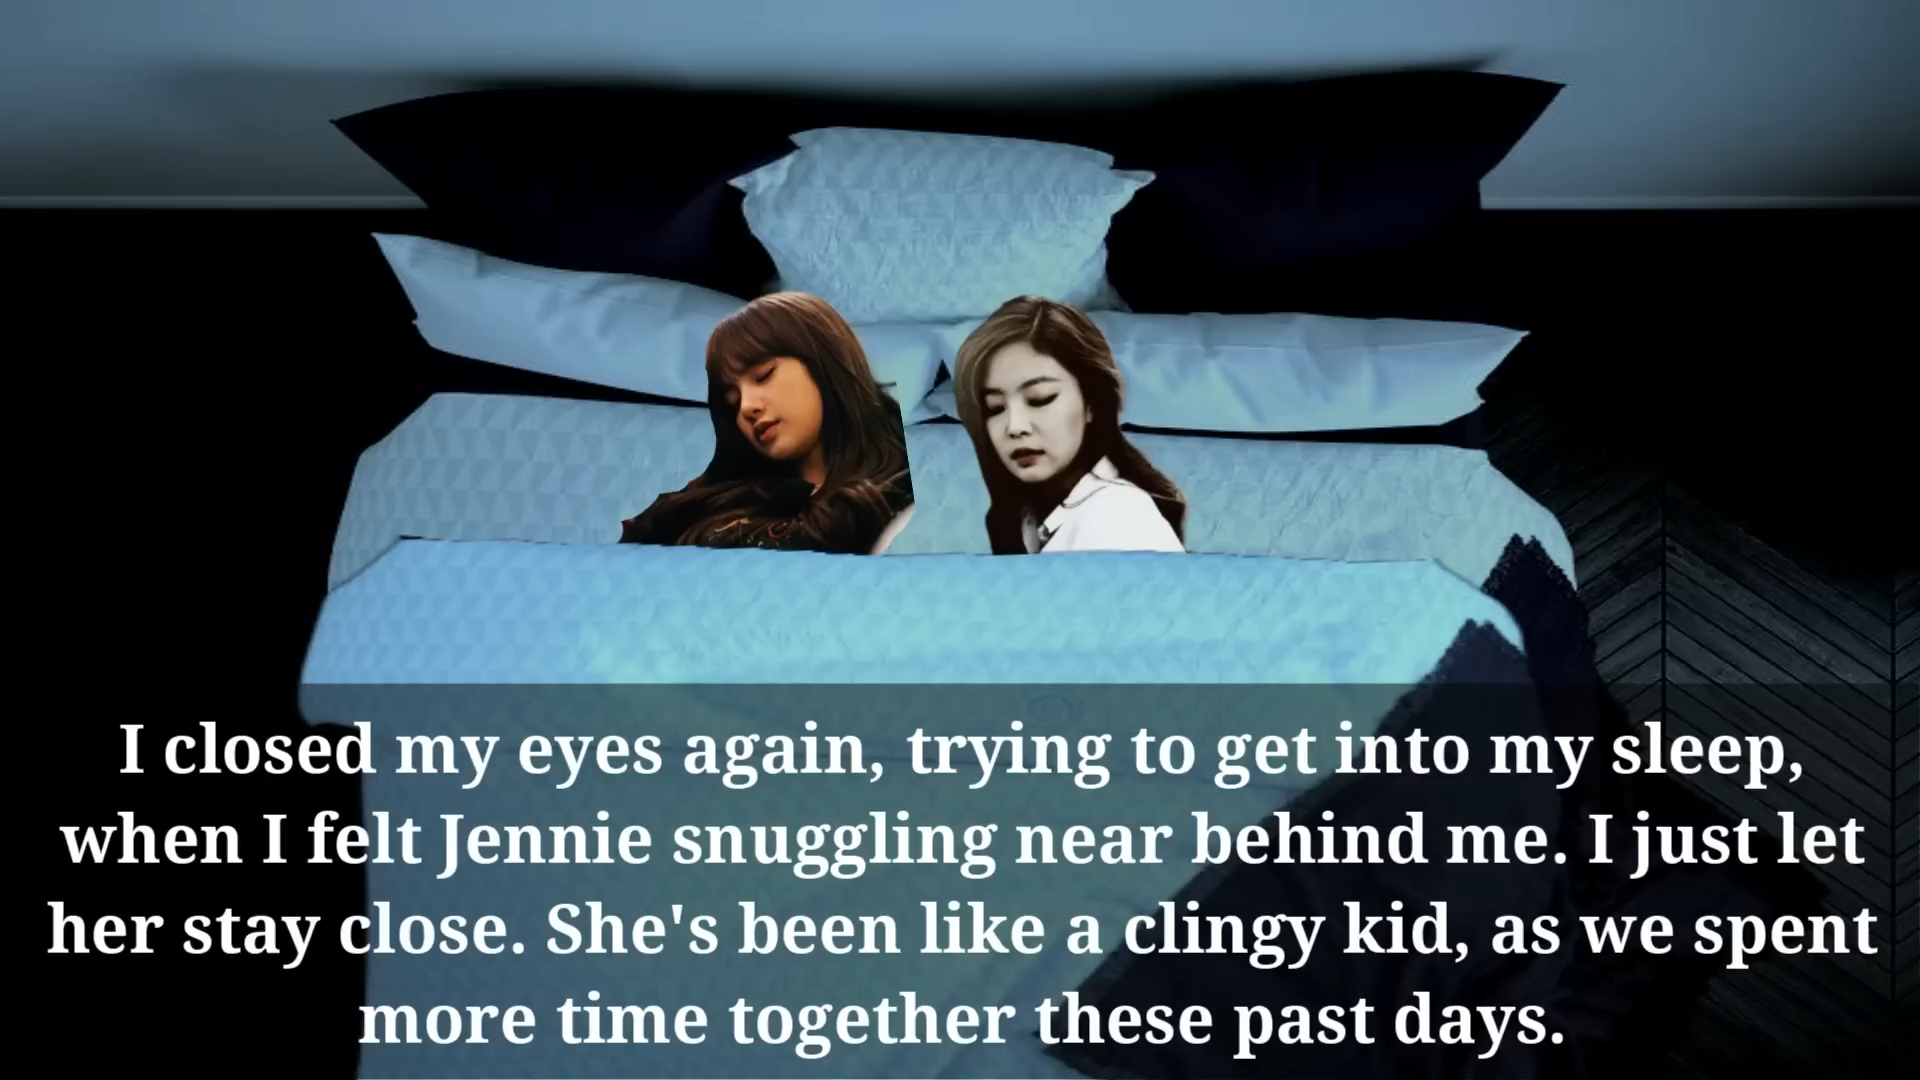 I closed my eyes again, trying to get into my sleep,
when I felt Jennie snuggling near behind me. I just let
her stay close. She's been like a clingy kid, as we spent
more time together these past days.